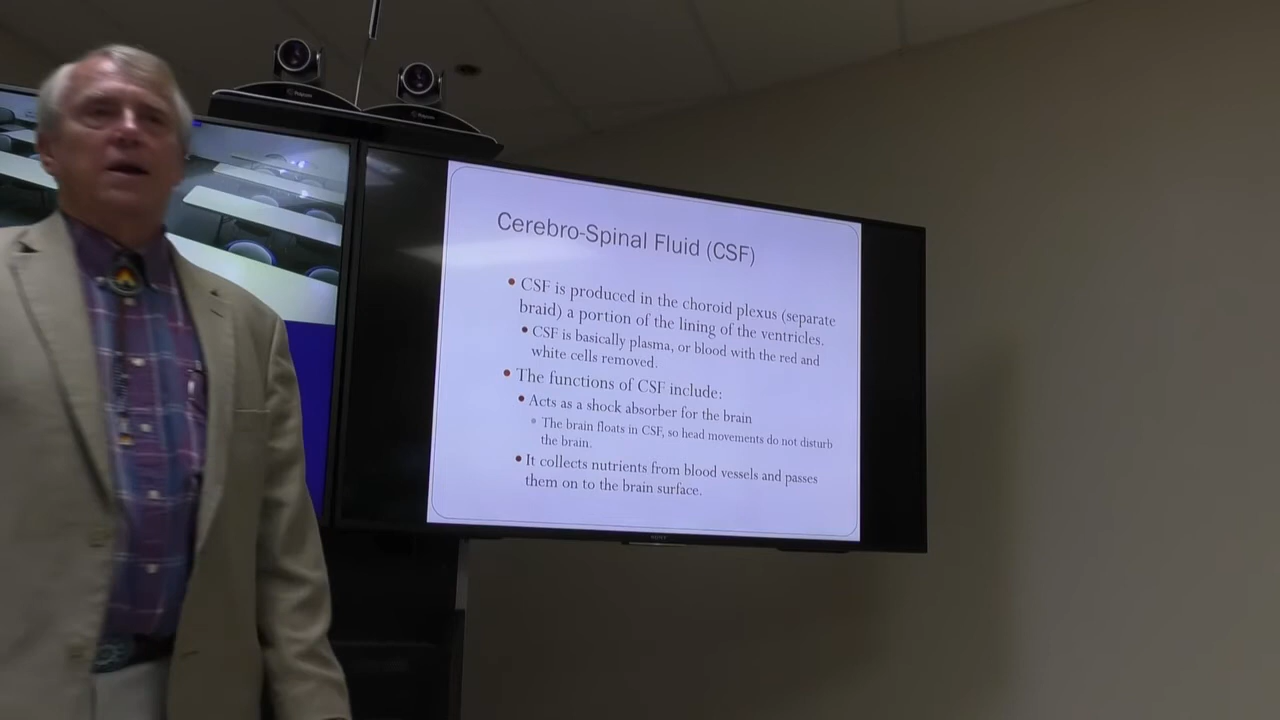 Cerebro-Spinal Fluid (CSF)
• CSF is produced in the choroid plexus (separate
braid) a portion of the lining of the ventricles.
• CSF is basically plasma, or blood with the red and
white cells removed.
• The functions of CSF include:
• Acts as a shock absorber for the brain
• The brain floats in CSF, so head movements do not disturb
the brain.
• It collects nutrients from blood vessels and passes
them on to the brain surface.
Polycom
Polycom
SONY